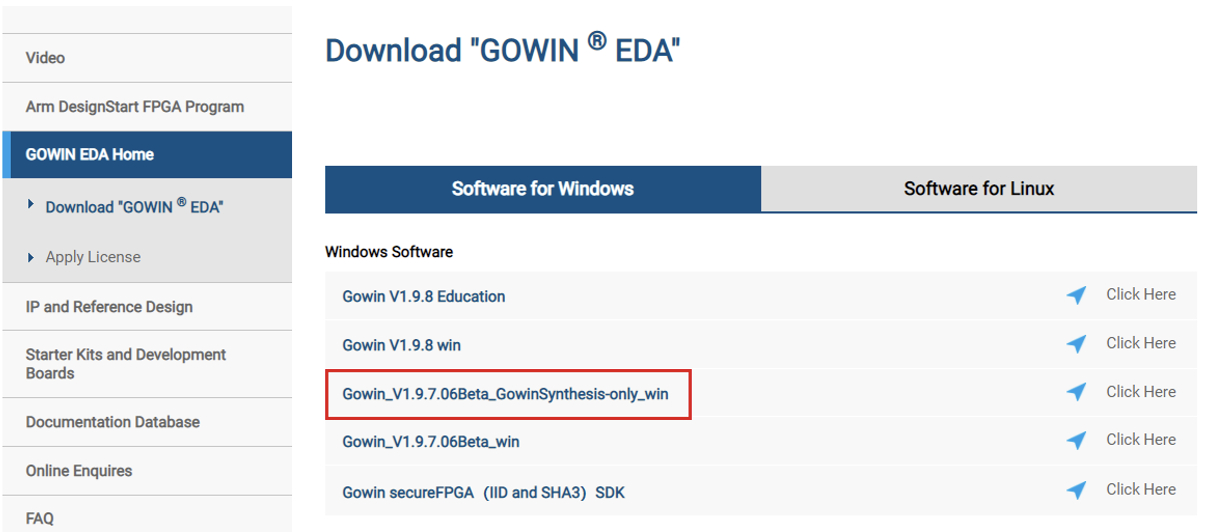 Video
Arm DesignStart FPGA Program
GOWIN EDA Home
Download "GOWIN ® EDA"
Apply License
IP and Reference Design
Starter Kits and Development
Boards
Documentation Database
Online Enquires
FAQ
Download "GOWIN ® EDA"
Software for Windows
Software for Linux
Windows Software
Gowin V1.9.8 Education Click Here
Gowin V1.9.8 win Click Here
Gowin_V1.9.7.06Beta_GowinSynthesis-only_win Click Here
Gowin_V1.9.7.06Beta_win Click Here
Gowin secureFPGA（IID and SHA3）SDK Click Here